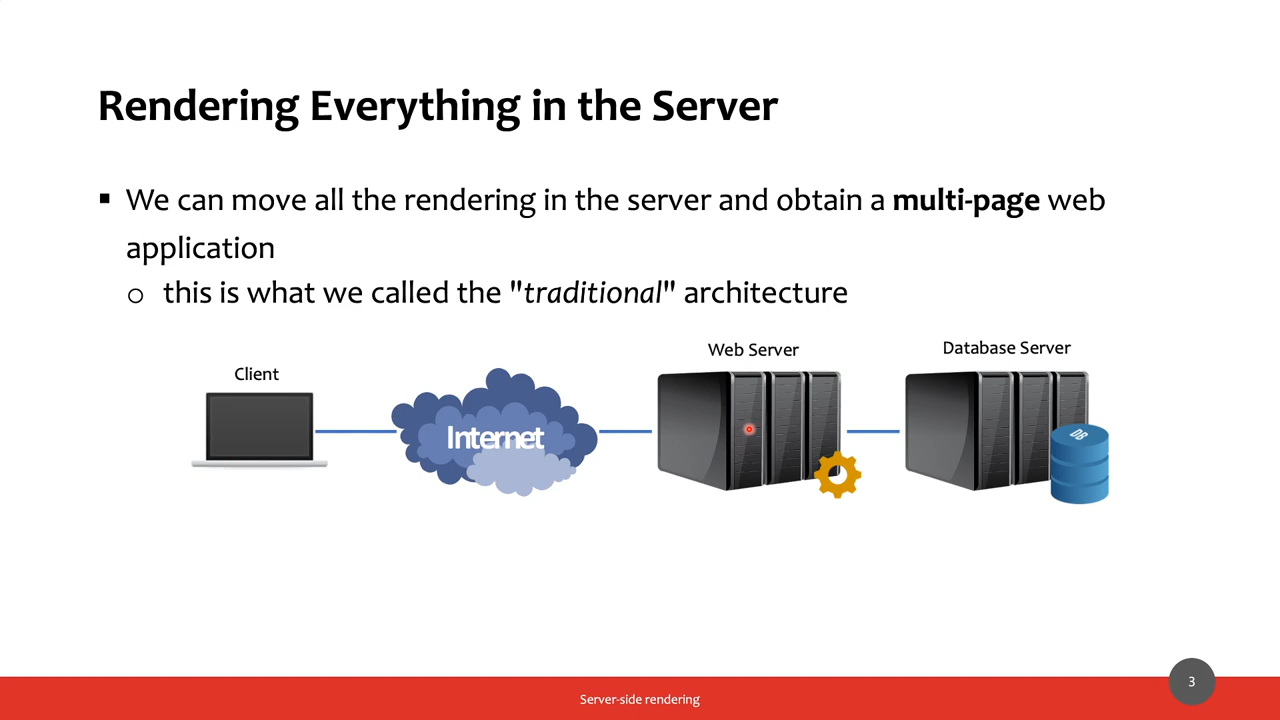 Rendering Everything in the Server
▪ We can move all the rendering in the server and obtain a multi-page web
application
o this is what we called the "traditional" architecture
Client
Internet
Web Server
Database Server
DB
Server-side rendering
3